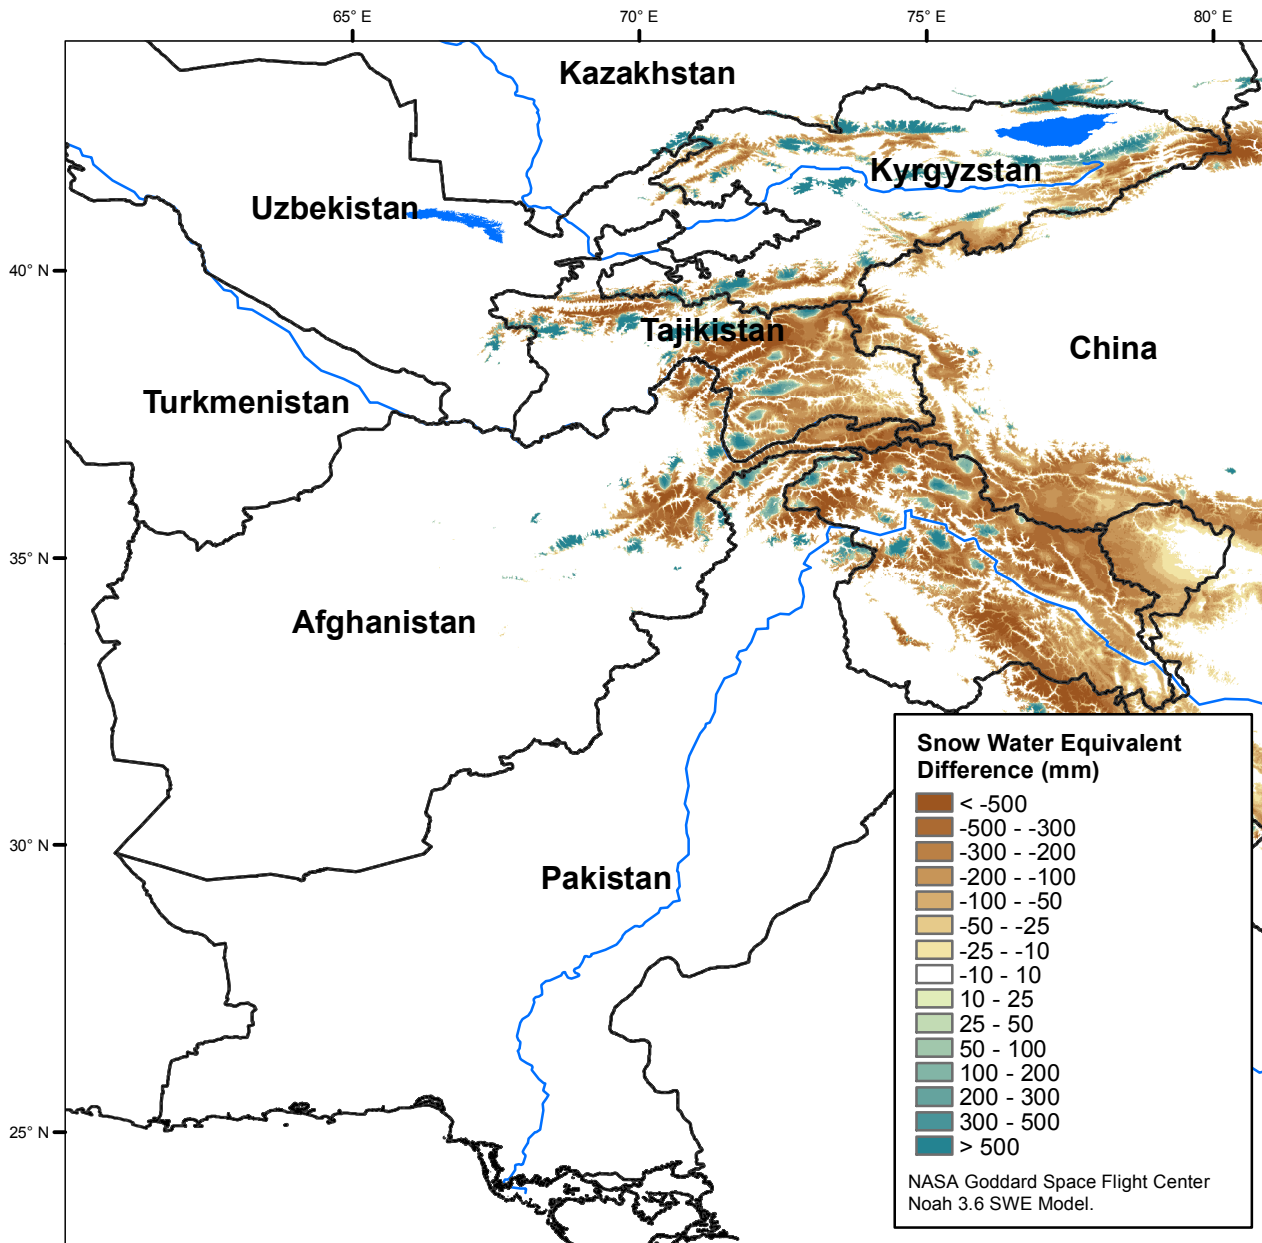 65° E
70° E
75° E
80° E
Kazakhstan
Kyrgyzstan
Uzbekistan
40° N
Tajikistan
China
Turkmenistan
35° N
Afghanistan
30° N
Pakistan
25° N
Snow Water Equivalent
Difference (mm)
< -500
-500 - -300
-300 - -200
-200 - -100
-100 - -50
-50 - -25
-25 - -10
-10 - 10
10 - 25
25 - 50
50 - 100
100 - 200
200 - 300
300 - 500
> 500
NASA Goddard Space Flight Center
Noah 3.6 SWE Model.